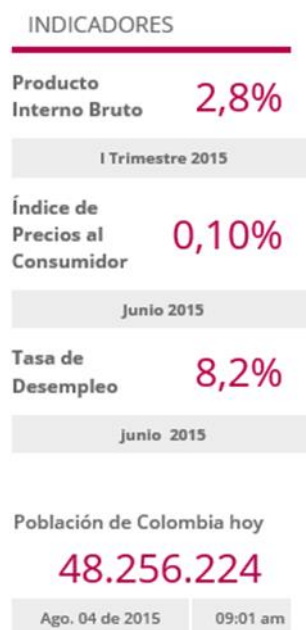 INDICADORES
Producto
Interno Bruto
2,8%
I Trimestre 2015
Índice de
Precios al
Consumidor
0,10%
Junio 2015
Tasa de
Desempleo
8,2%
junio 2015
Población de Colombia hoy
48.256.224
Ago. 04 de 2015 09:01 am